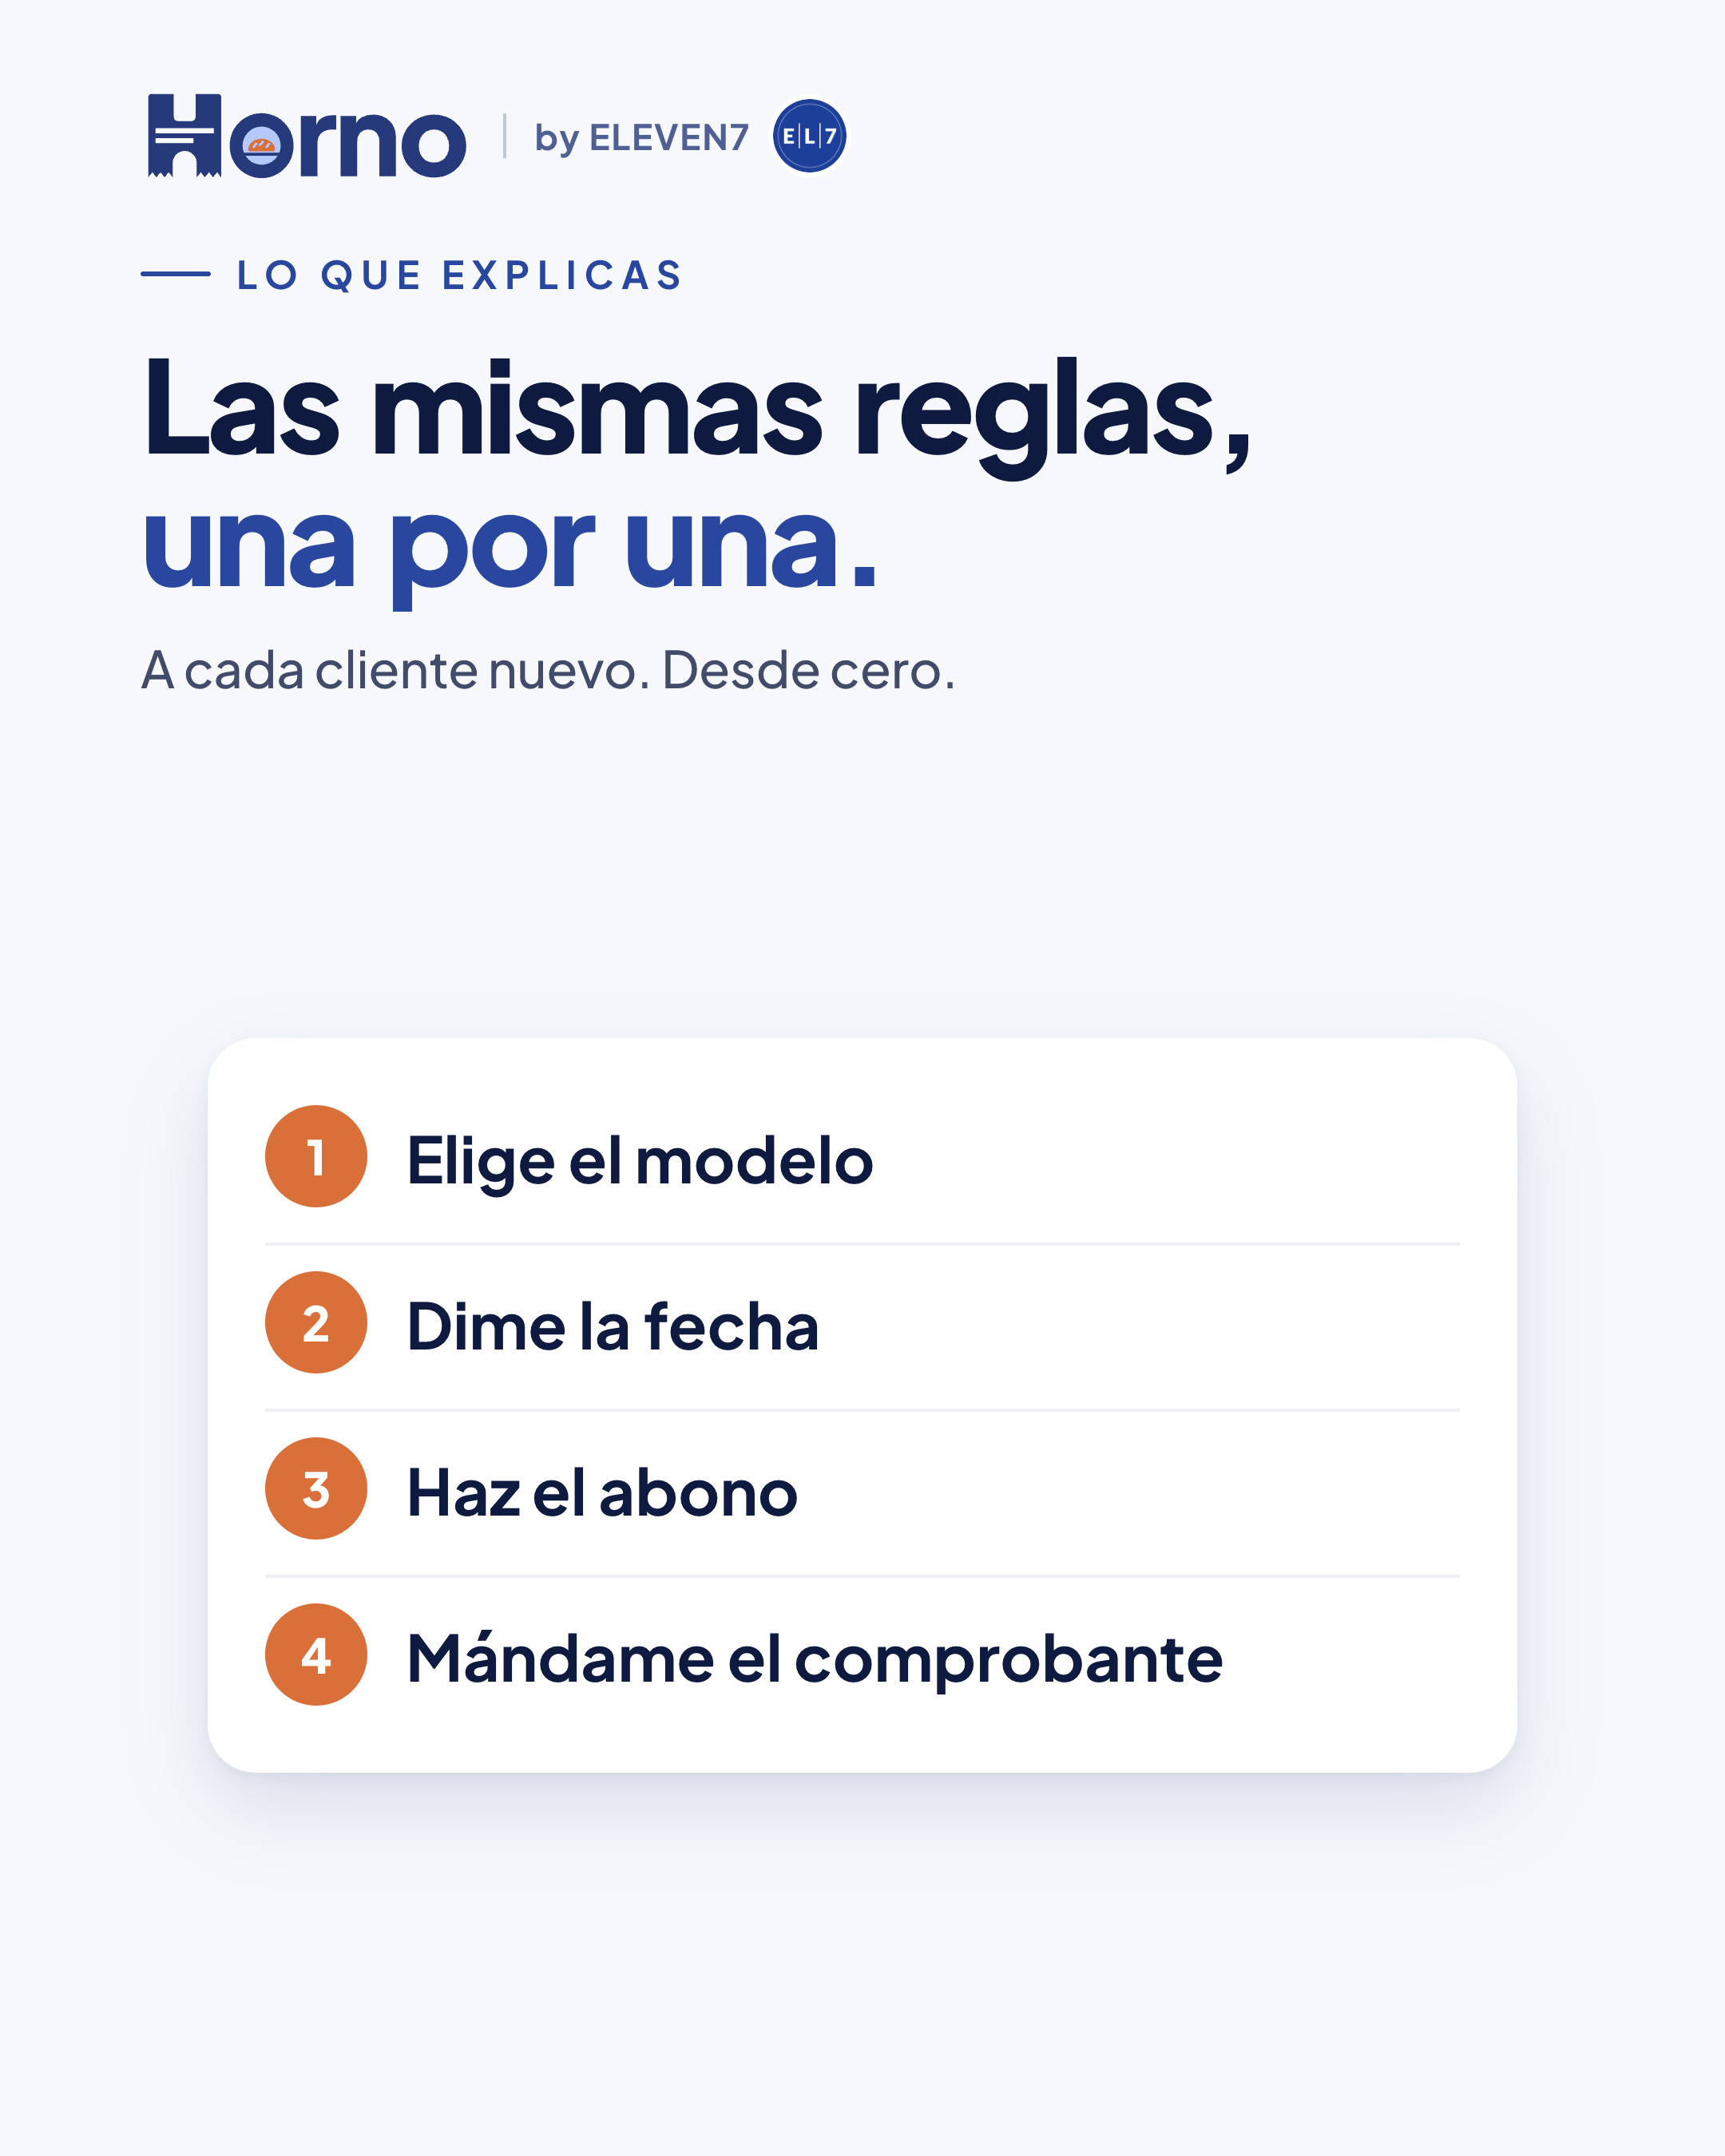 Horno | by ELEVEN7 E|L|7
LO QUE EXPLICAS
Las mismas reglas,
una por una.
A cada cliente nuevo. Desde cero.
1 Elige el modelo
2 Dime la fecha
3 Haz el abono
4 Mándame el comprobante